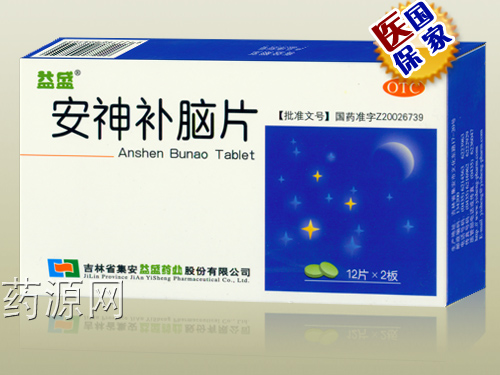 国家
医保
益盛®
OTC
安神补脑片
Anshen Bunao Tablet
【批准文号】 国药准字Z20026739
12片×2板
吉林省集安益盛药业股份有限公司
JiLin Province JiAn YiSheng Pharmaceutical Co., Ltd.
药源网